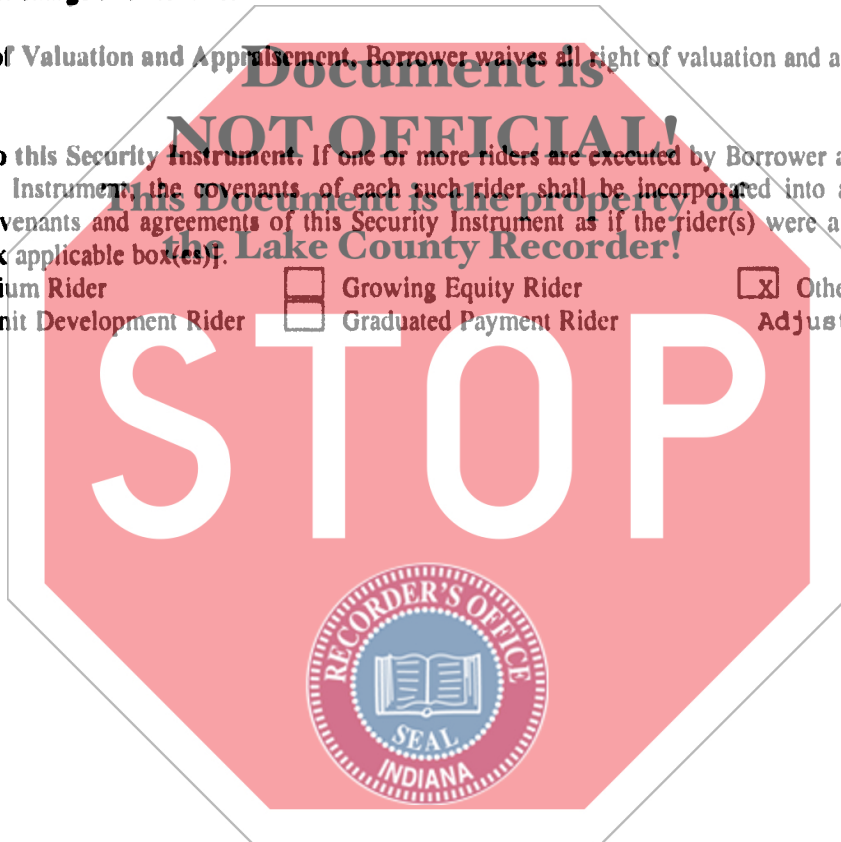 of Valuation and Appraisement. Borrower waives all right of valuation and a
Document is
NOT OFFICIAL!
this Security Instrument. If one or more riders are executed by Borrower a
Instrument, the covenants of each such rider shall be incorporated into a
This Document is the property of
venants and agreements of this Security Instrument as if the rider(s) were a
the Lake County Recorder!
applicable box(es)].
ium Rider Growing Equity Rider X Othe
nit Development Rider Graduated Payment Rider Adjust
STOP
RECORDER'S OFFICE
SEAL
INDIANA